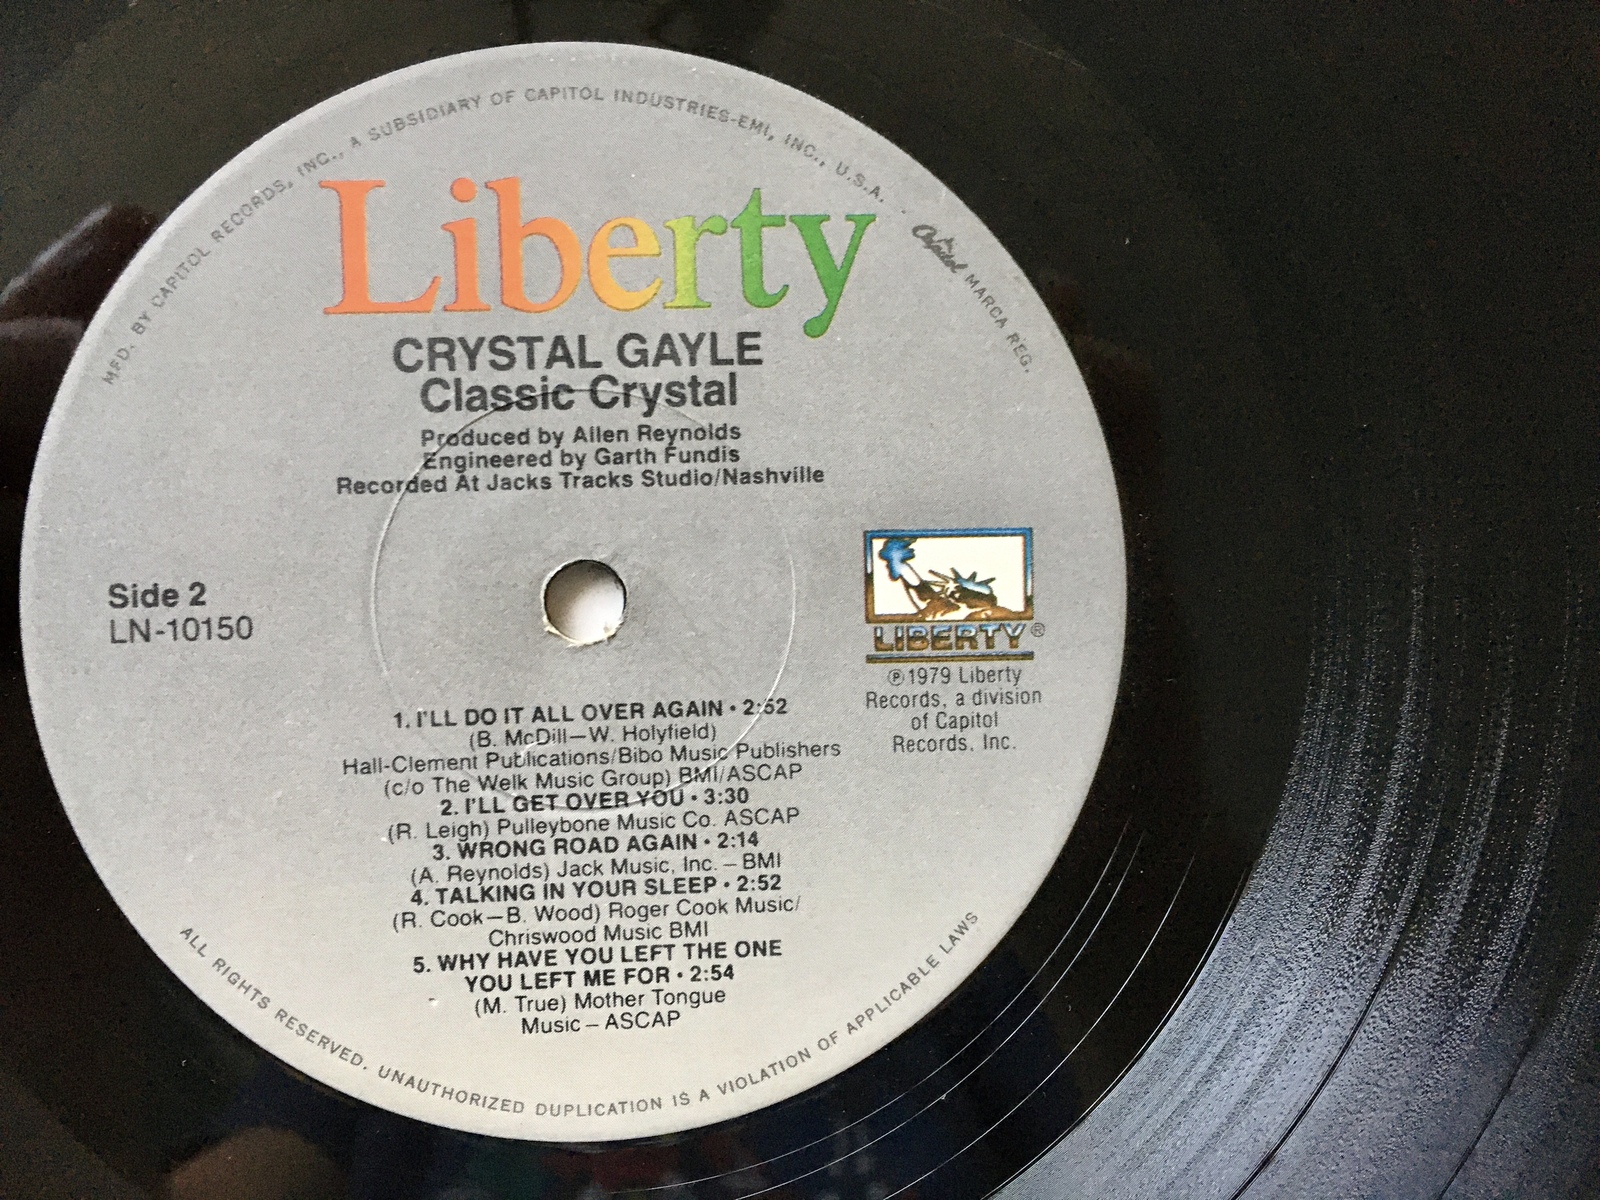 MFD. BY CAPITOL RECORDS, INC., A SUBSIDIARY OF CAPITOL INDUSTRIES-EMI, INC., U.S.A. · Capitol MARCA REG.
Liberty
CRYSTAL GAYLE
Classic Crystal
Produced by Allen Reynolds
Engineered by Garth Fundis
Recorded At Jacks Tracks Studio/Nashville
Side 2
LN-10150
LIBERTY®
℗1979 Liberty
Records, a division
of Capitol
Records, Inc.
1. I'LL DO IT ALL OVER AGAIN • 2:52
(B. McDill—W. Holyfield)
Hall-Clement Publications/Bibo Music Publishers
(c/o The Welk Music Group) BMI/ASCAP
2. I'LL GET OVER YOU • 3:30
(R. Leigh) Pulleybone Music Co. ASCAP
3. WRONG ROAD AGAIN • 2:14
(A. Reynolds) Jack Music, Inc. – BMI
4. TALKING IN YOUR SLEEP • 2:52
(R. Cook—B. Wood) Roger Cook Music/
Chriswood Music BMI
5. WHY HAVE YOU LEFT THE ONE
YOU LEFT ME FOR • 2:54
(M. True) Mother Tongue
Music – ASCAP
ALL RIGHTS RESERVED. UNAUTHORIZED DUPLICATION IS A VIOLATION OF APPLICABLE LAWS